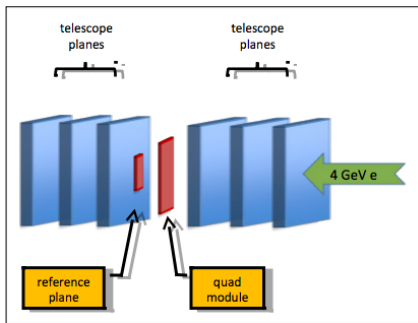 telescope
planes
telescope
planes
4 GeV e
reference
plane
quad
module